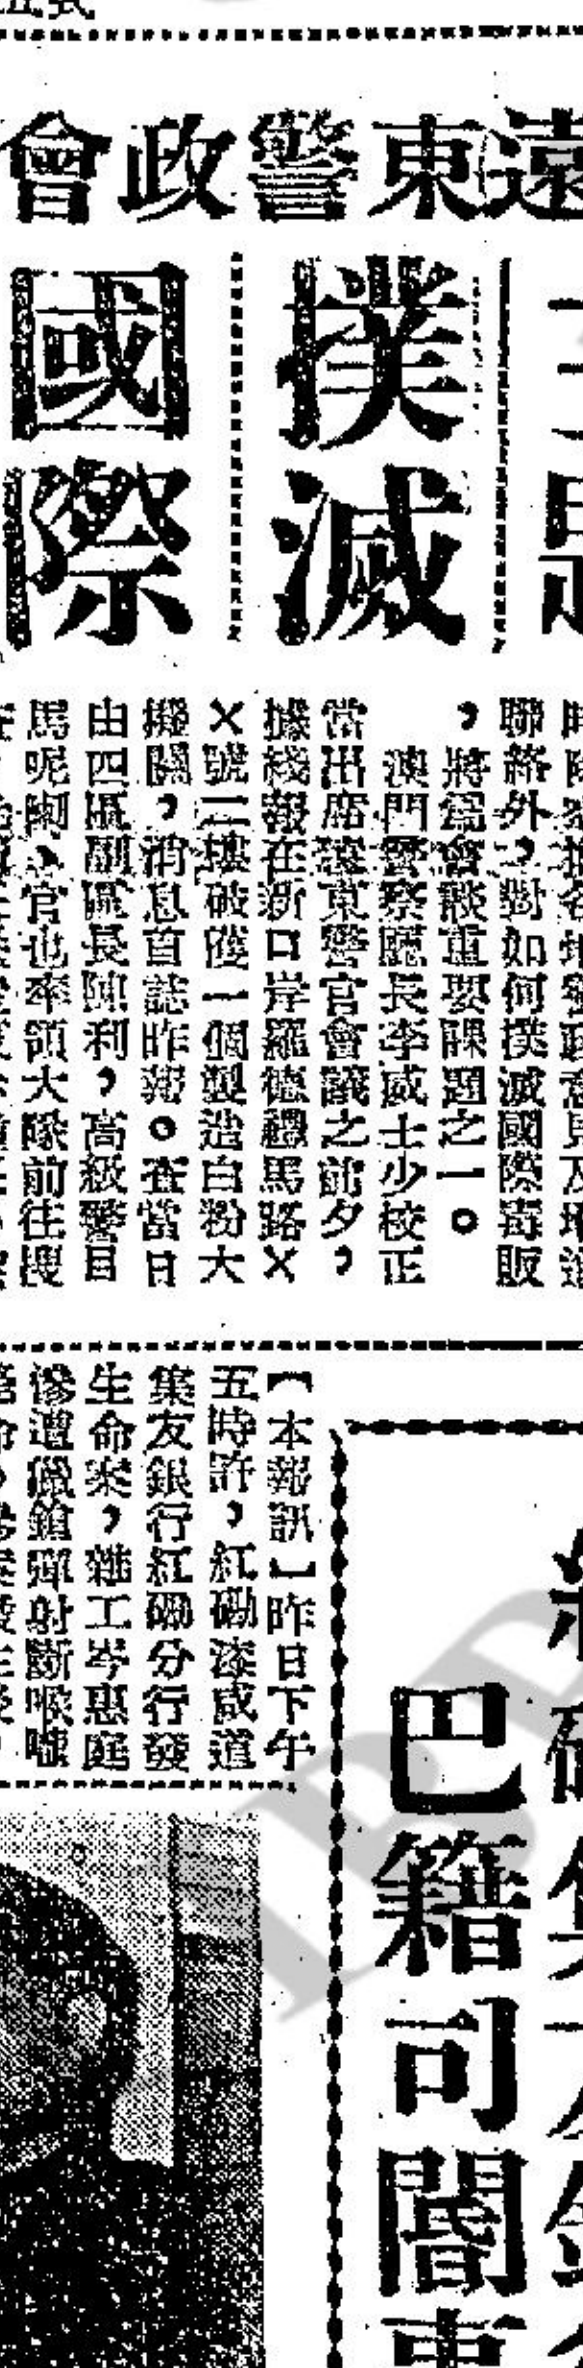 遠東警政會
撲滅
國際
聯絡外，對如何撲滅國際毒販
，將為會談重要課題之一。
澳門警察廳長李威士少校正
當出席遠東警官會議之前夕，
據綫報在新口岸羅德禮馬路×
×號二樓破獲一個製造白粉大
擬關，消息首誌昨報。查當日
由四區副區長陳利，高級警目
馬呢喇、官也率領大隊前往搜
【本報訊】昨日下午
五時許，紅磡漆咸道
集友銀行紅磡分行發
生命案，雜工岑惠庭
慘遭獵鎗彈射斷喉噓
巴籍司閽